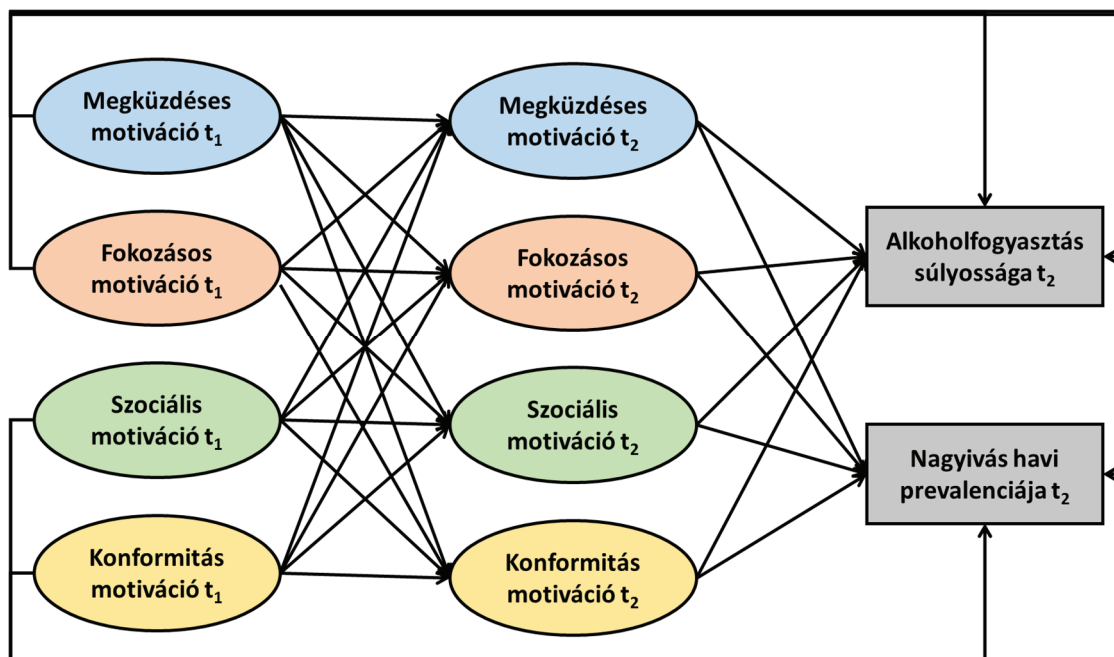 Megküzdéses
motiváció t₁
Megküzdéses
motiváció t₂
Fokozásos
motiváció t₁
Fokozásos
motiváció t₂
Alkoholfogyasztás
súlyossága t₂
Szociális
motiváció t₁
Szociális
motiváció t₂
Nagyivás havi
prevalenciája t₂
Konformitás
motiváció t₁
Konformitás
motiváció t₂